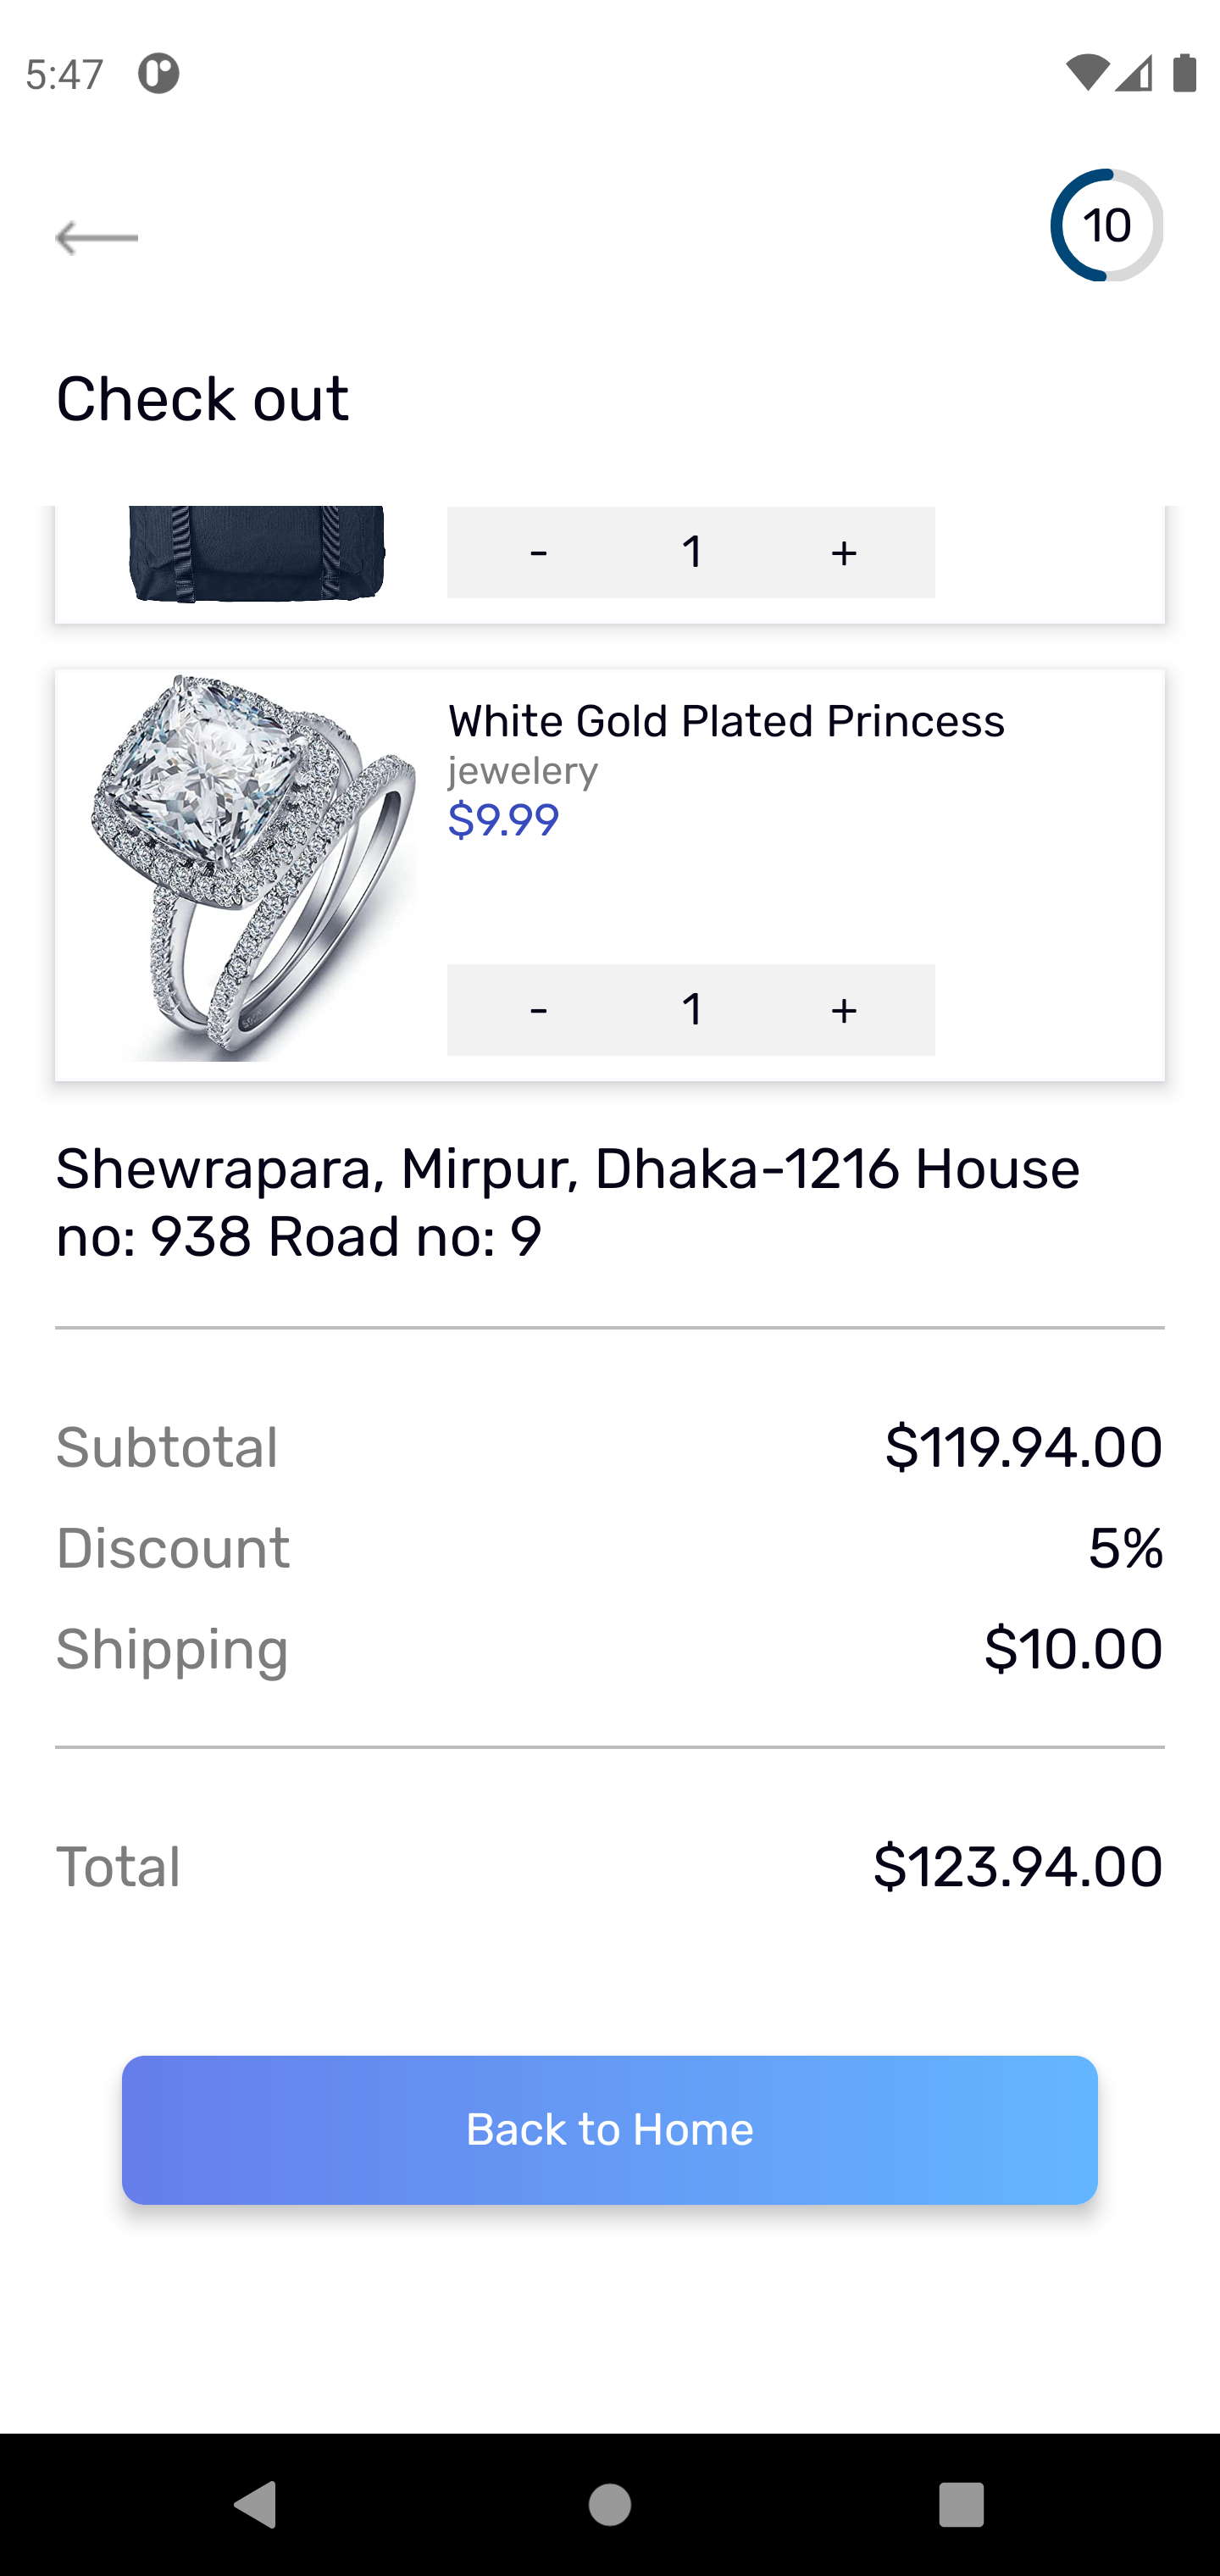 5:47
10
Check out
- 1 +
White Gold Plated Princess
jewelery
$9.99
- 1 +
Shewrapara, Mirpur, Dhaka-1216 House
no: 938 Road no: 9
Subtotal $119.94.00
Discount 5%
Shipping $10.00
Total $123.94.00
Back to Home